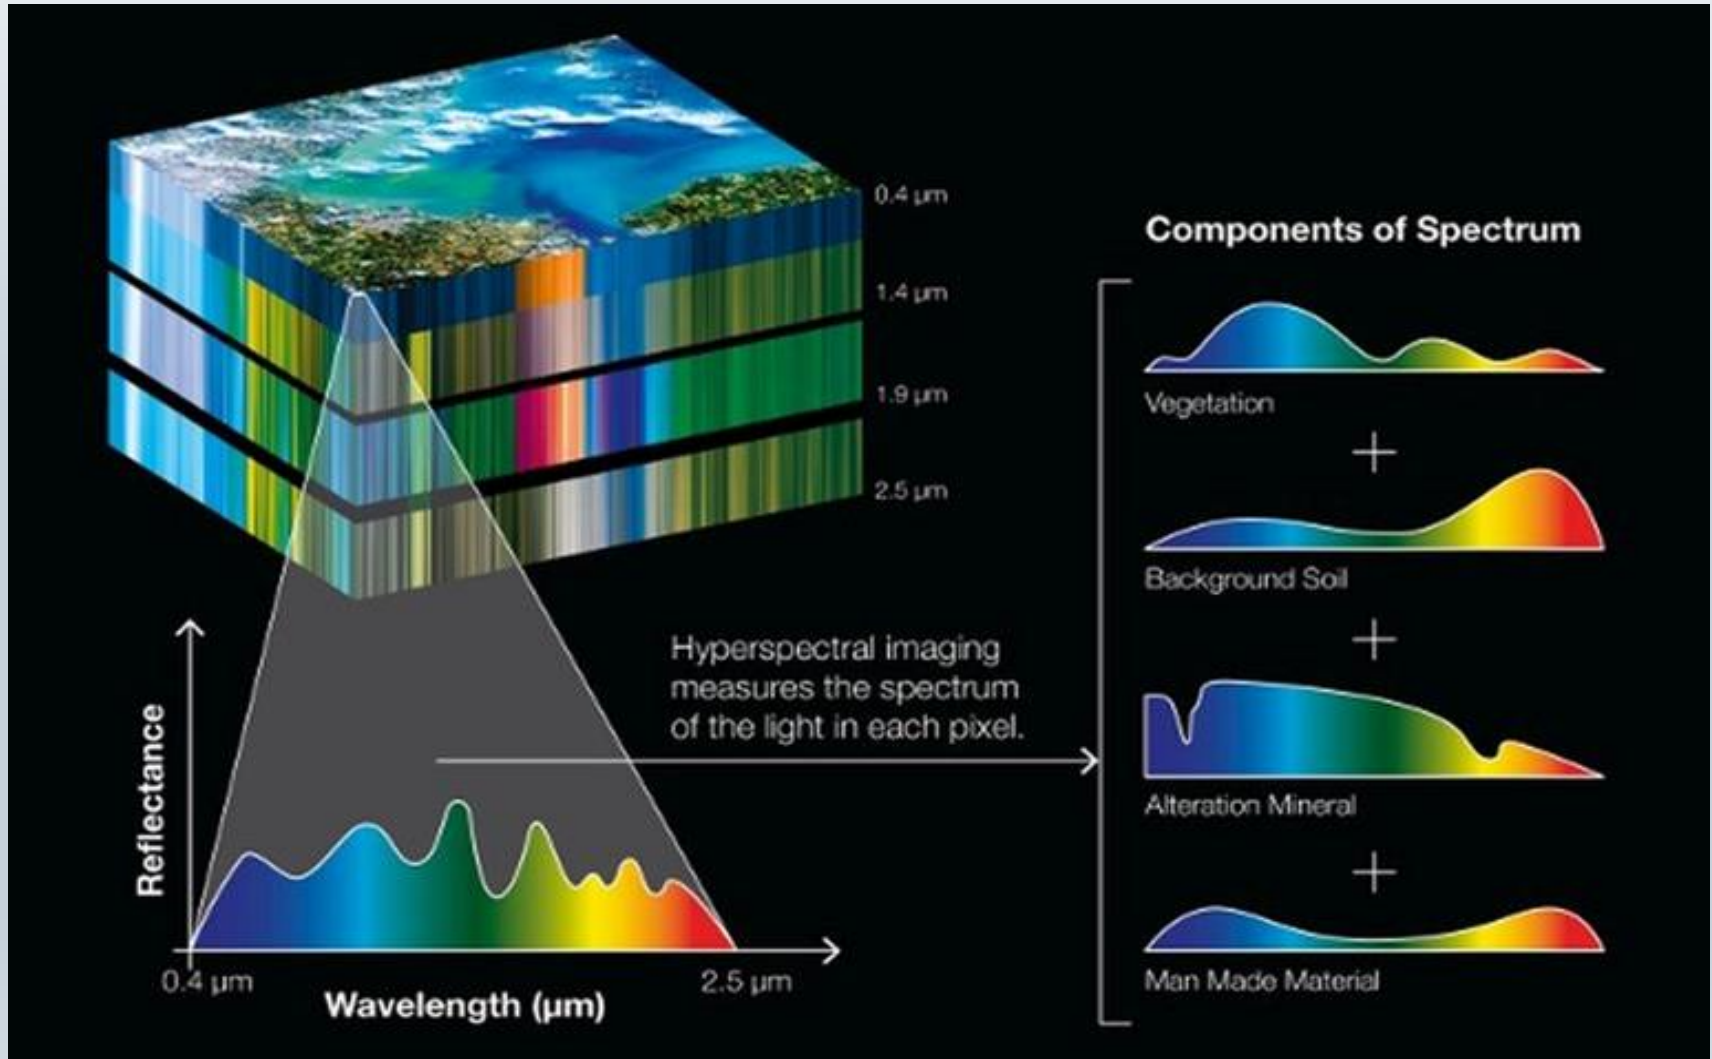 0.4 µm
1.4 µm
1.9 µm
2.5 µm
Reflectance
0.4 µm
2.5 µm
Wavelength (µm)
Hyperspectral imaging
measures the spectrum
of the light in each pixel.
Components of Spectrum
Vegetation
+
Background Soil
+
Alteration Mineral
+
Man Made Material